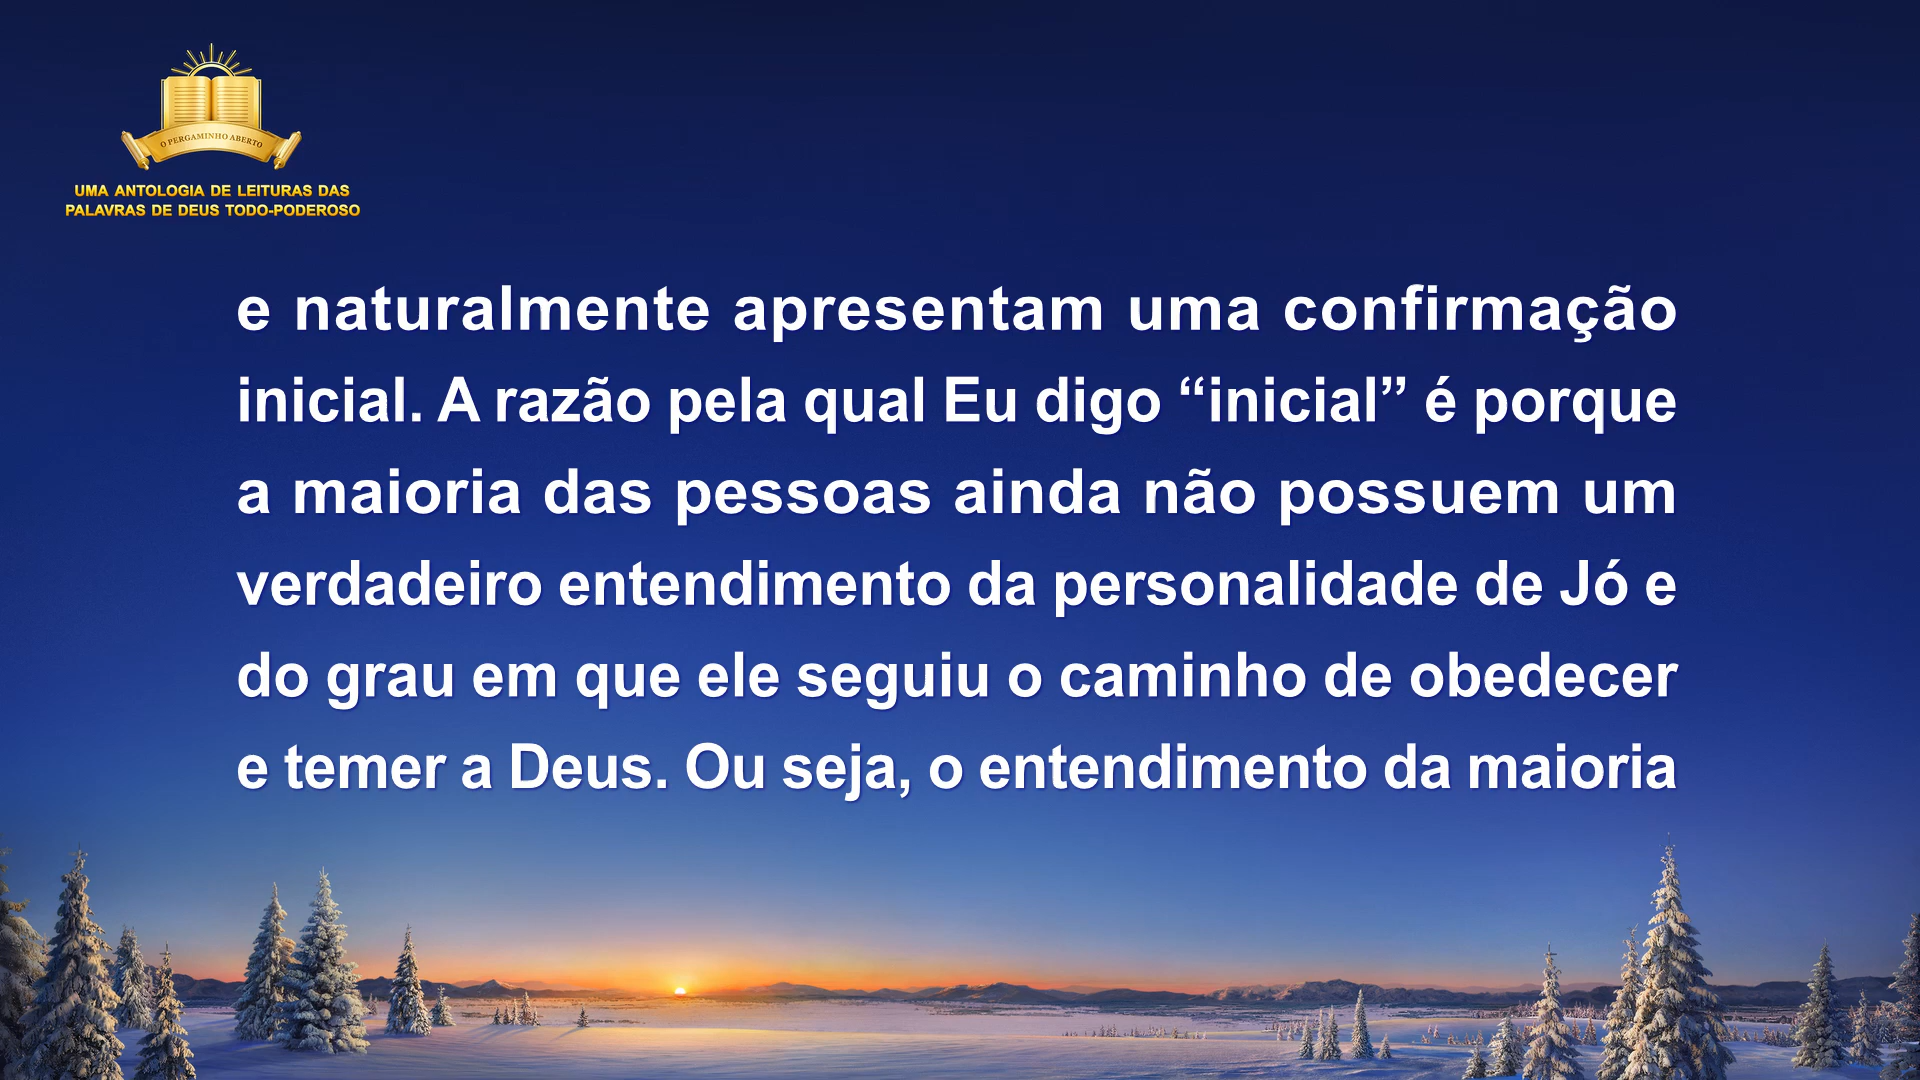 O PERGAMINHO ABERTO
UMA ANTOLOGIA DE LEITURAS DAS
PALAVRAS DE DEUS TODO-PODEROSO
e naturalmente apresentam uma confirmação
inicial. A razão pela qual Eu digo “inicial” é porque
a maioria das pessoas ainda não possuem um
verdadeiro entendimento da personalidade de Jó e
do grau em que ele seguiu o caminho de obedecer
e temer a Deus. Ou seja, o entendimento da maioria